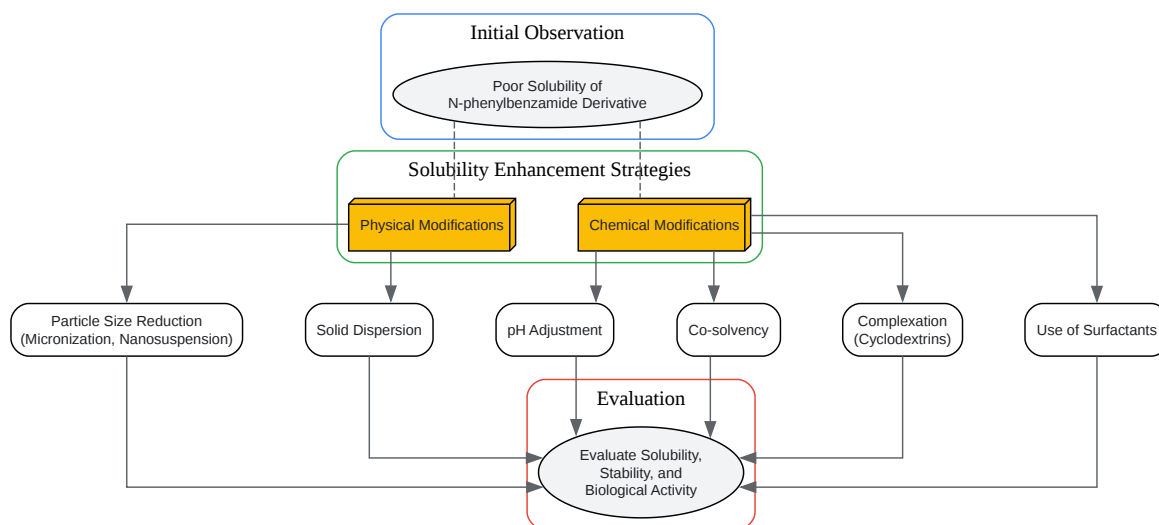 Initial Observation
Poor Solubility of
N-phenylbenzamide Derivative
Solubility Enhancement Strategies
Physical Modifications
Chemical Modifications
Particle Size Reduction
(Micronization, Nanosuspension)
Solid Dispersion
pH Adjustment
Co-solvency
Complexation
(Cyclodextrins)
Use of Surfactants
Evaluation
Evaluate Solubility,
Stability, and
Biological Activity